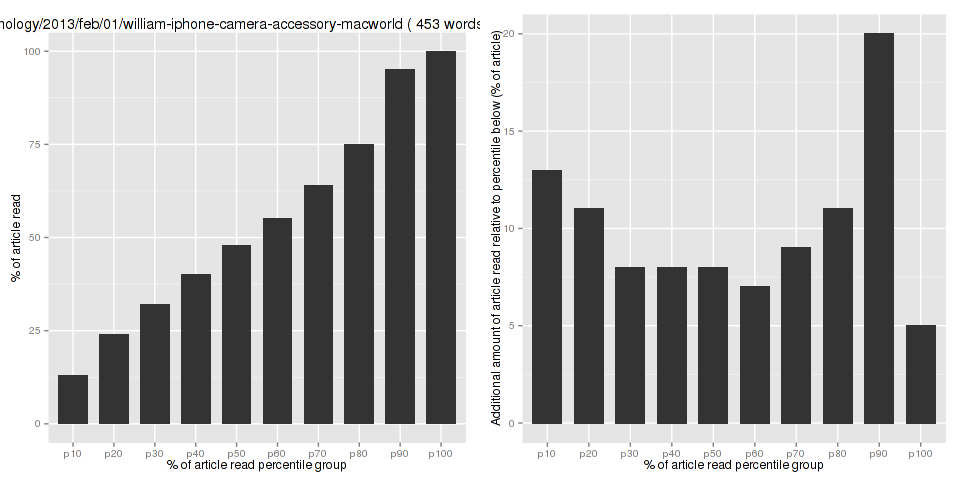 nology/2013/feb/01/william-iphone-camera-accessory-macworld ( 453 words
% of article read
100
75
50
25
0
p10 p20 p30 p40 p50 p60 p70 p80 p90 p100
% of article read percentile group
Additional amount of article read relative to percentile below (% of article)
20
15
10
5
0
p10 p20 p30 p40 p50 p60 p70 p80 p90 p100
% of article read percentile group